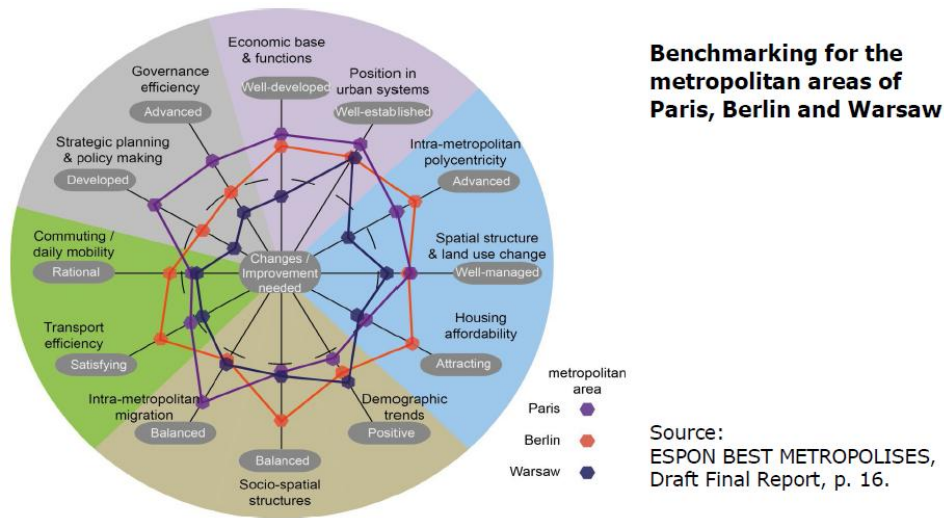 Benchmarking for the
metropolitan areas of
Paris, Berlin and Warsaw
Economic base
& functions
Well-developed
Position in
urban systems
Well-established
Intra-metropolitan
polycentricity
Advanced
Spatial structure
& land use change
Well-managed
Housing
affordability
Attracting
Demographic
trends
Positive
Balanced
Socio-spatial
structures
Intra-metropolitan
migration
Balanced
Transport
efficiency
Satisfying
Commuting /
daily mobility
Rational
Strategic planning
& policy making
Developed
Governance
efficiency
Advanced
Changes /
Improvement
needed
metropolitan
area
Paris
Berlin
Warsaw
Source:
ESPON BEST METROPOLISES,
Draft Final Report, p. 16.